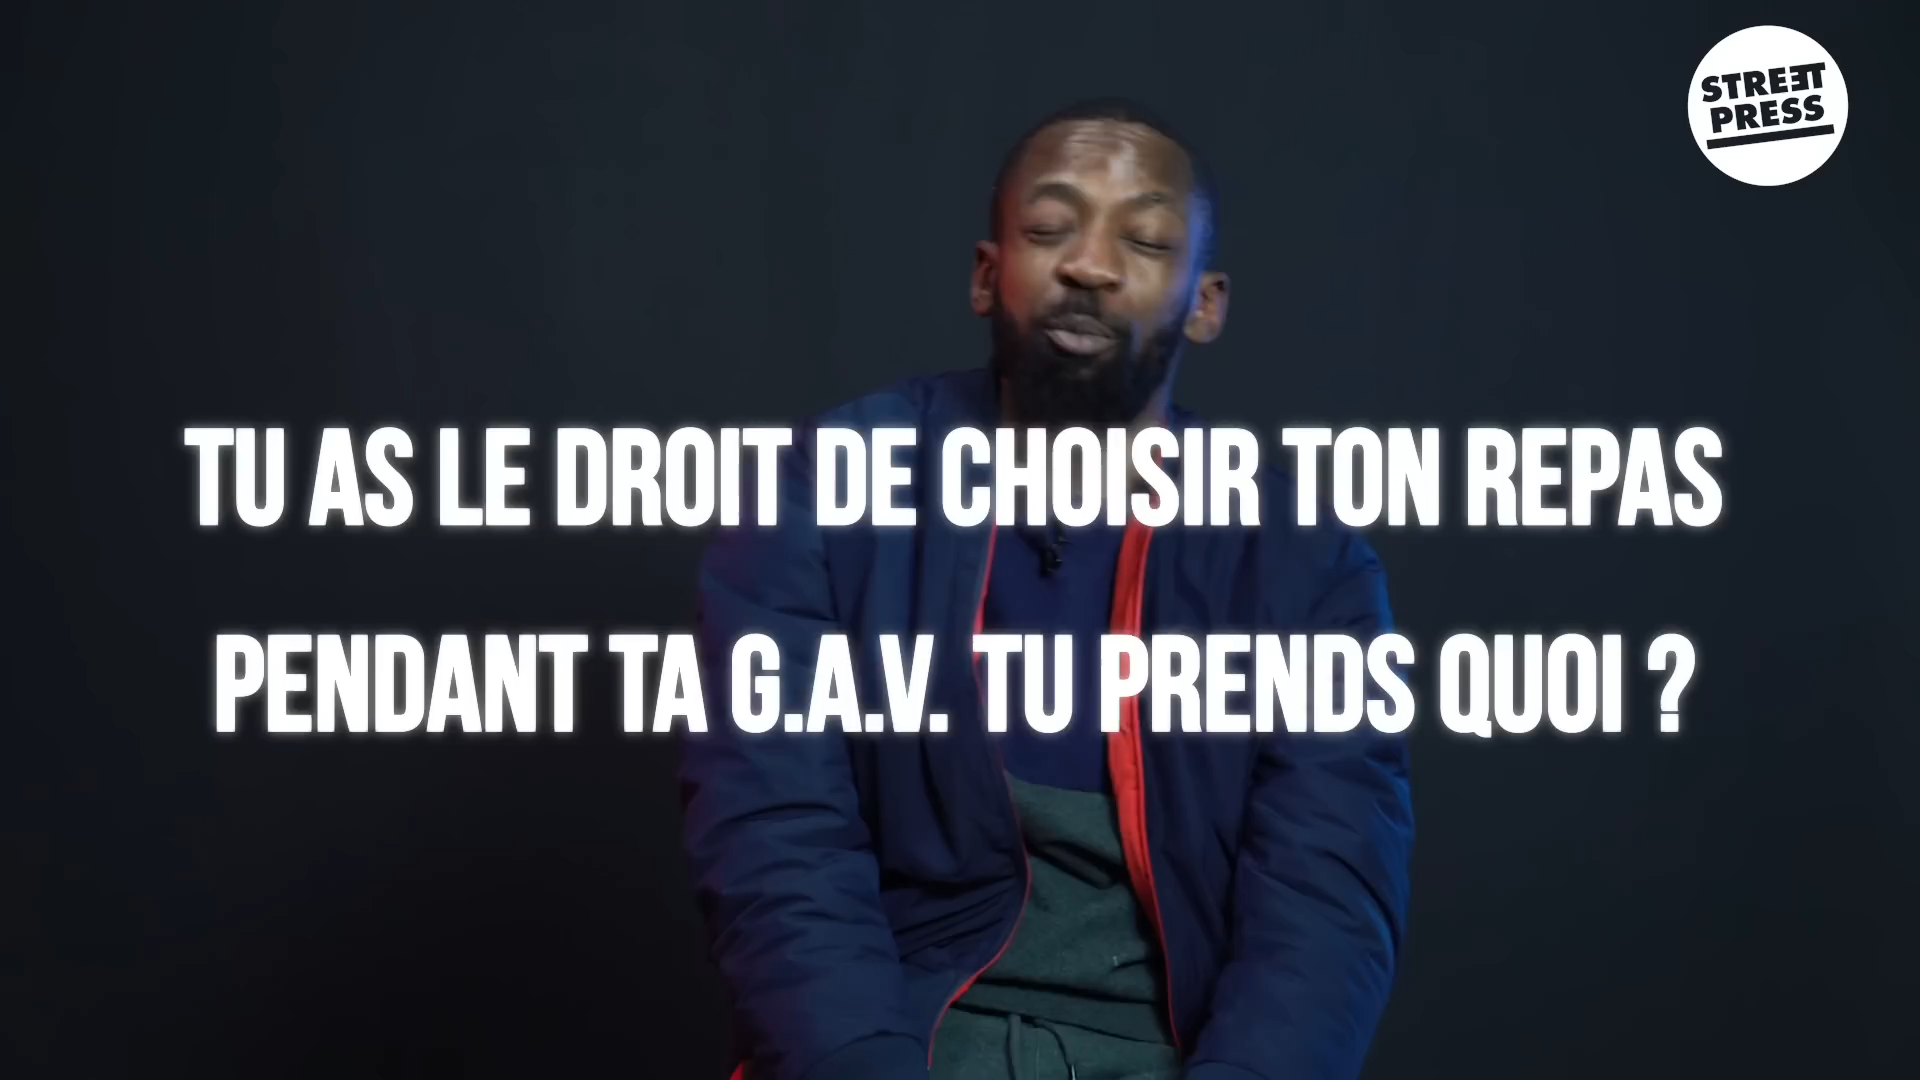 STREET
PRESS
TU AS LE DROIT DE CHOISIR TON REPAS
PENDANT TA G.A.V. TU PRENDS QUOI ?